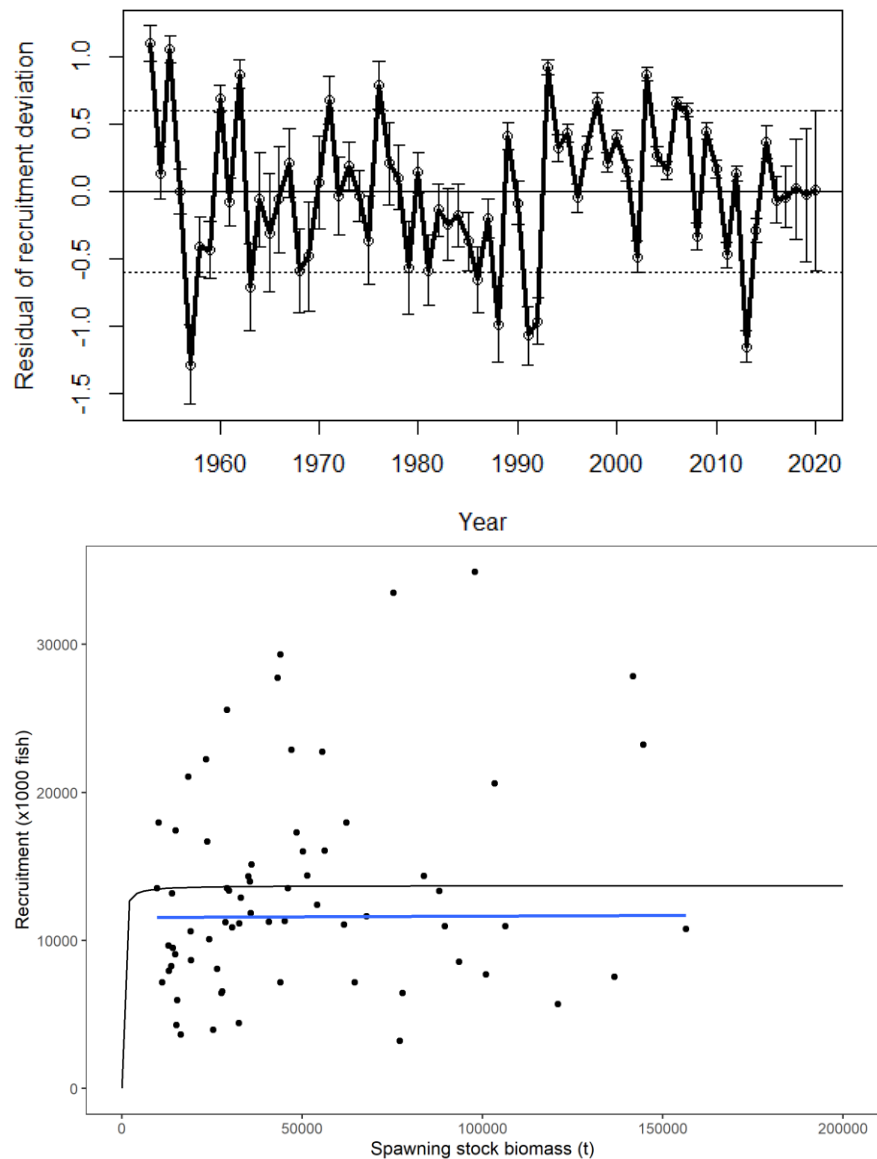 Residual of recruitment deviation
1.0
0.5
0.0
-0.5
-1.0
-1.5
1960 1970 1980 1990 2000 2010 2020
Year
Recruitment (x1000 fish)
30000
20000
10000
0
0 50000 100000 150000 200000
Spawning stock biomass (t)